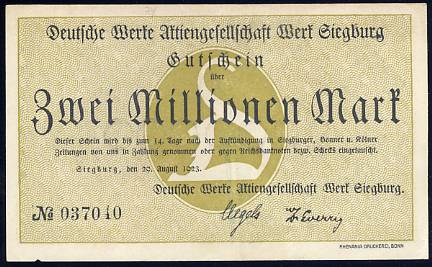 Deutsche Werke Aktiengesellschaft Werk Siegburg
Gutschein
über
Zwei Millionen Mark
Dieser Schein wird bis zum 14. Tage nach der Aufkündigung in Siegburger, Bonner u. Kölner
Zeitungen von uns in Zahlung genommen oder gegen Reichsbanknoten bezw. Schecks eingetauscht.
Siegburg, den 20. August 1923.
Deutsche Werke Aktiengesellschaft Werk Siegburg.
№ 037010
RHENANIA DRUCKEREI, BONN